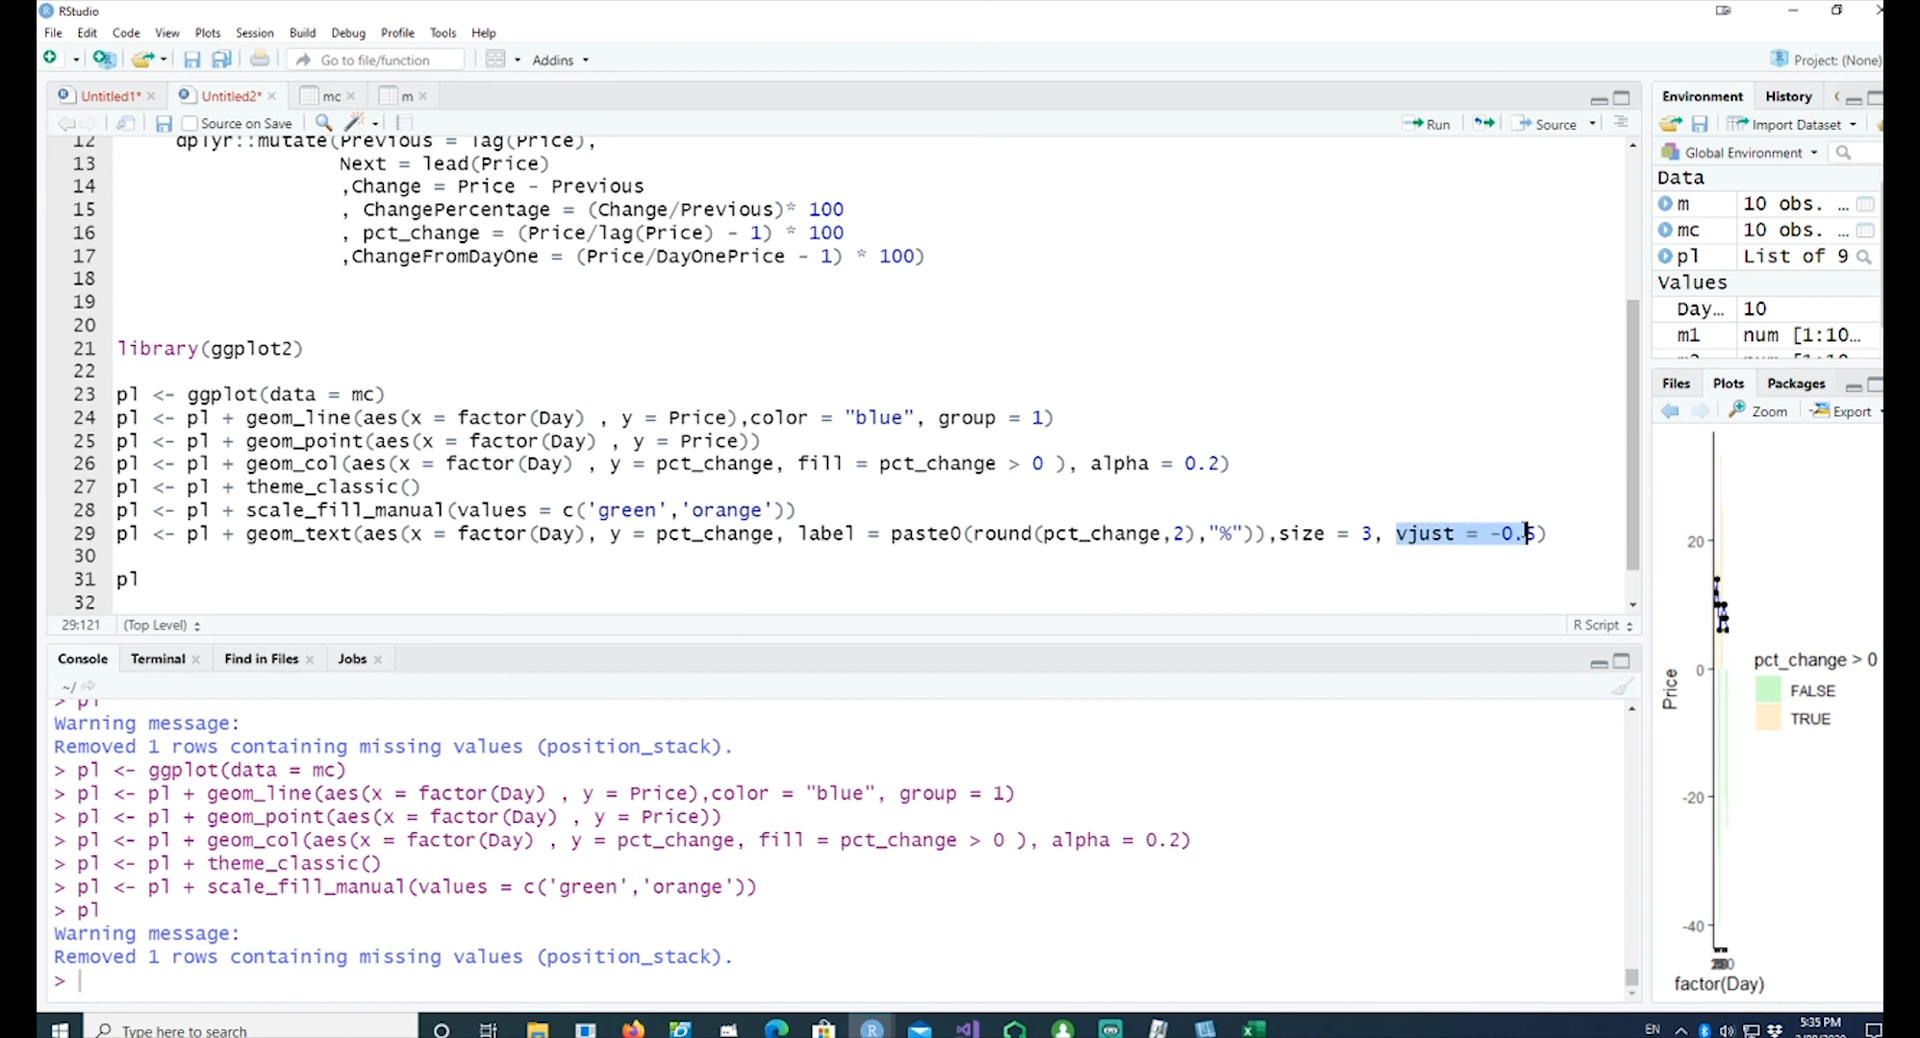 RStudio
File Edit Code View Plots Session Build Debug Profile Tools Help
Go to file/function Addins Project: (None)
Untitled1* Untitled2* mc m
Source on Save Run Source
12 dplyr::mutate(Previous = lag(Price),
13 Next = lead(Price)
14 ,Change = Price - Previous
15 , ChangePercentage = (Change/Previous)* 100
16 , pct_change = (Price/lag(Price) - 1) * 100
17 ,ChangeFromDayOne = (Price/DayOnePrice - 1) * 100)
18
19
20
21 library(ggplot2)
22
23 pl <- ggplot(data = mc)
24 pl <- pl + geom_line(aes(x = factor(Day) , y = Price),color = "blue", group = 1)
25 pl <- pl + geom_point(aes(x = factor(Day) , y = Price))
26 pl <- pl + geom_col(aes(x = factor(Day) , y = pct_change, fill = pct_change > 0 ), alpha = 0.2)
27 pl <- pl + theme_classic()
28 pl <- pl + scale_fill_manual(values = c('green','orange'))
29 pl <- pl + geom_text(aes(x = factor(Day), y = pct_change, label = paste0(round(pct_change,2),"%")),size = 3, vjust = -0.5)
30
31 pl
32
29:121 (Top Level) R Script
Console Terminal Find in Files Jobs
~/
> pl
Warning message:
Removed 1 rows containing missing values (position_stack).
> pl <- ggplot(data = mc)
> pl <- pl + geom_line(aes(x = factor(Day) , y = Price),color = "blue", group = 1)
> pl <- pl + geom_point(aes(x = factor(Day) , y = Price))
> pl <- pl + geom_col(aes(x = factor(Day) , y = pct_change, fill = pct_change > 0 ), alpha = 0.2)
> pl <- pl + theme_classic()
> pl <- pl + scale_fill_manual(values = c('green','orange'))
> pl
Warning message:
Removed 1 rows containing missing values (position_stack).
>
Environment History
Import Dataset
Global Environment
Data
m 10 obs. …
mc 10 obs. …
pl List of 9
Values
Day… 10
m1 num [1:10…
Files Plots Packages
Zoom Export
20
0
-20
-40
Price
factor(Day)
pct_change > 0
FALSE
TRUE
Type here to search
EN 5:35 PM